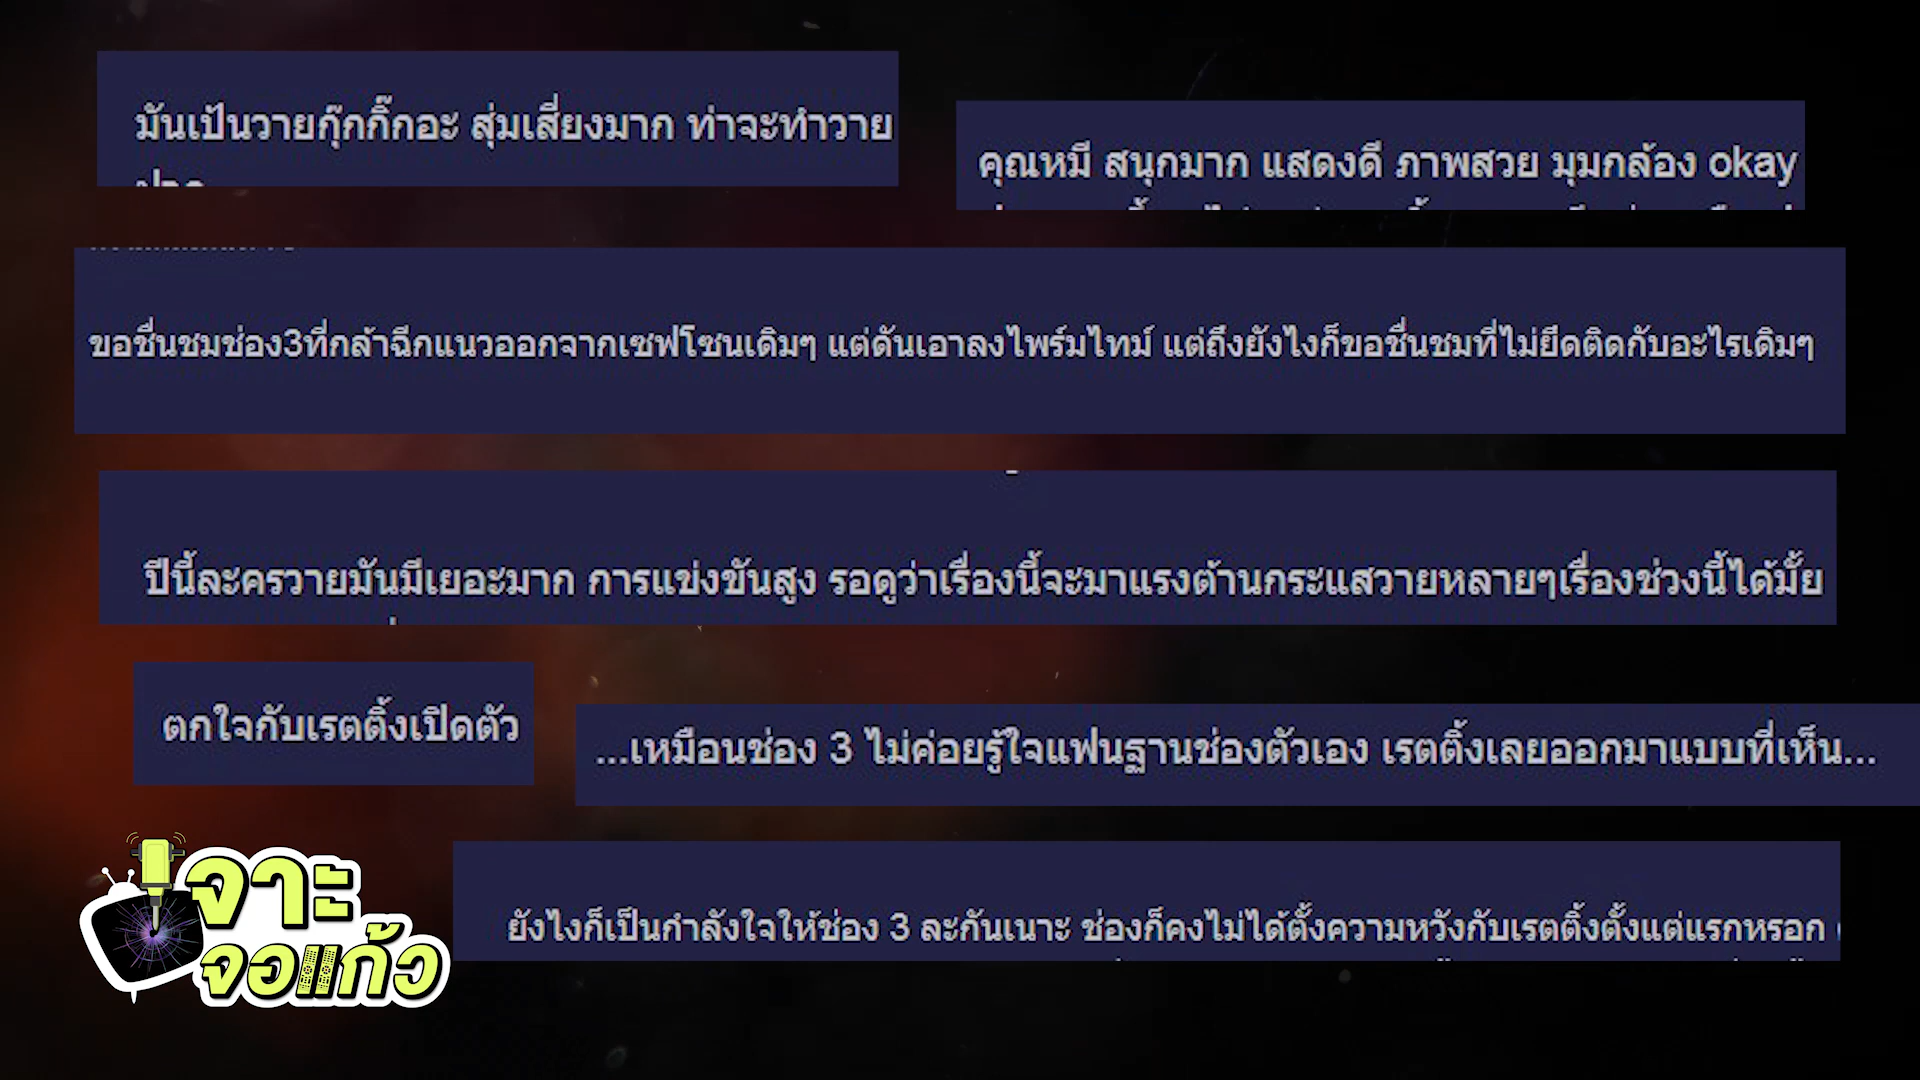 มันเป็นวายกุ๊กกิ๊กอะ สุ่มเสี่ยงมาก ท่าจะทำวาย
คุณหมี สนุกมาก แสดงดี ภาพสวย มุมกล้อง okay
ขอชื่นชมช่อง3ที่กล้าฉีกแนวออกจากเซฟโซนเดิมๆ แต่ดันเอาลงไพร์มไทม์ แต่ถึงยังไงก็ขอชื่นชมที่ไม่ยึดติดกับอะไรเดิมๆ
ปีนี้ละครวายมันมีเยอะมาก การแข่งขันสูง รอดูว่าเรื่องนี้จะมาแรงต้านกระแสวายหลายๆเรื่องช่วงนี้ได้มั้ย
ตกใจกับเรตติ้งเปิดตัว
...เหมือนช่อง 3 ไม่ค่อยรู้ใจแฟนฐานช่องตัวเอง เรตติ้งเลยออกมาแบบที่เห็น...
ยังไงก็เป็นกำลังใจให้ช่อง 3 ละกันเนาะ ช่องก็คงไม่ได้ตั้งความหวังกับเรตติ้งตั้งแต่แรกหรอก
เจาะ
จอแก้ว